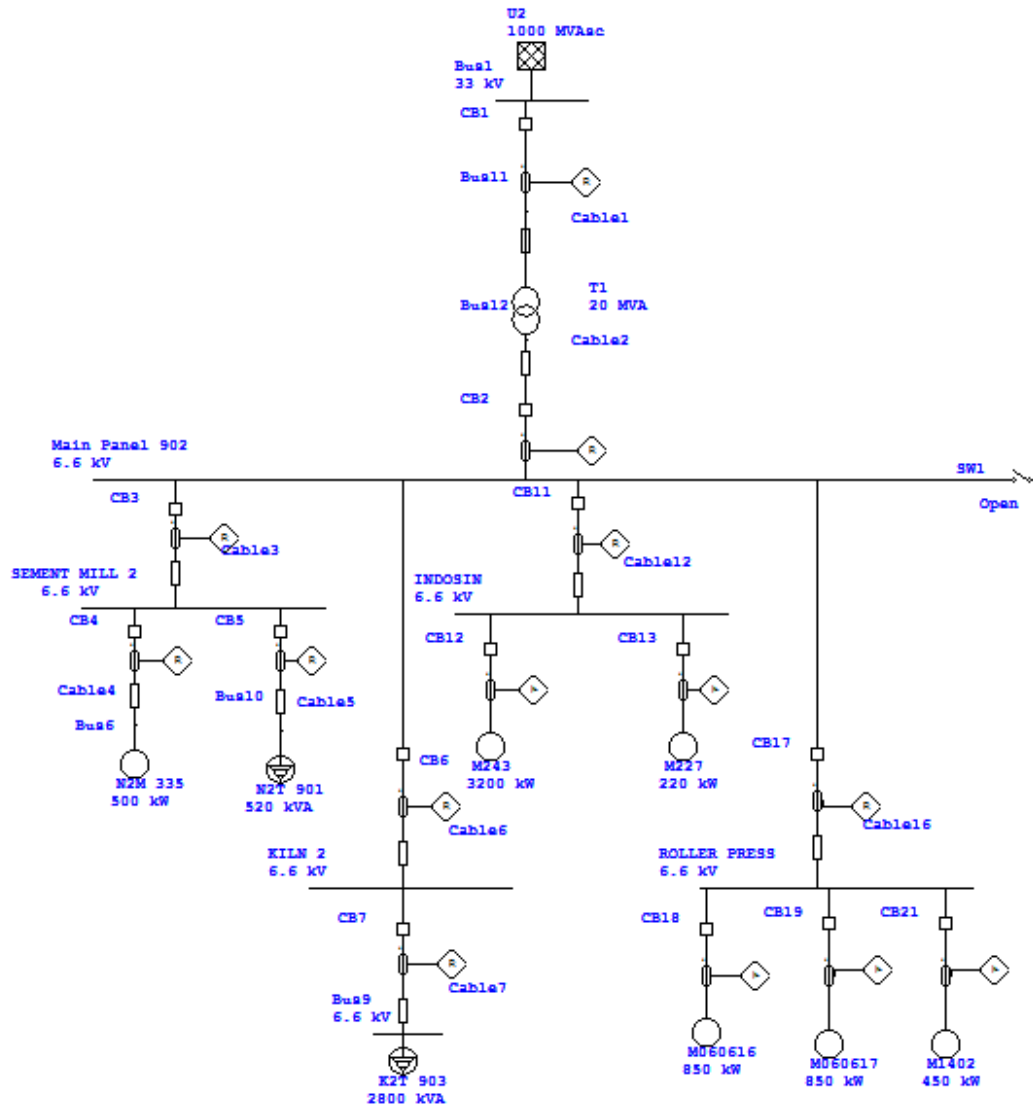 U2
1000 MVAsc
Bus1
33 kV
CB1
Bus11
R
Cable1
T1
20 MVA
Bus12
Cable2
CB2
R
Main Panel 902
6.6 kV
SW1
Open
CB3
CB11
R
Cable3
R
Cable12
SEMENT MILL 2
6.6 kV
INDOSIN
6.6 kV
CB4
CB5
CB12
CB13
R
R
Cable4
Bus10
Cable5
Bus6
N2M 335
500 kW
N2T 901
520 kVA
M243
3200 kW
M227
220 kW
CB6
CB17
R
Cable6
R
Cable16
KILN 2
6.6 kV
ROLLER PRESS
6.6 kV
CB7
CB18
CB19
CB21
R
Cable7
Bus9
6.6 kV
K2T 903
2800 kVA
M060616
850 kW
M060617
850 kW
M1402
450 kW